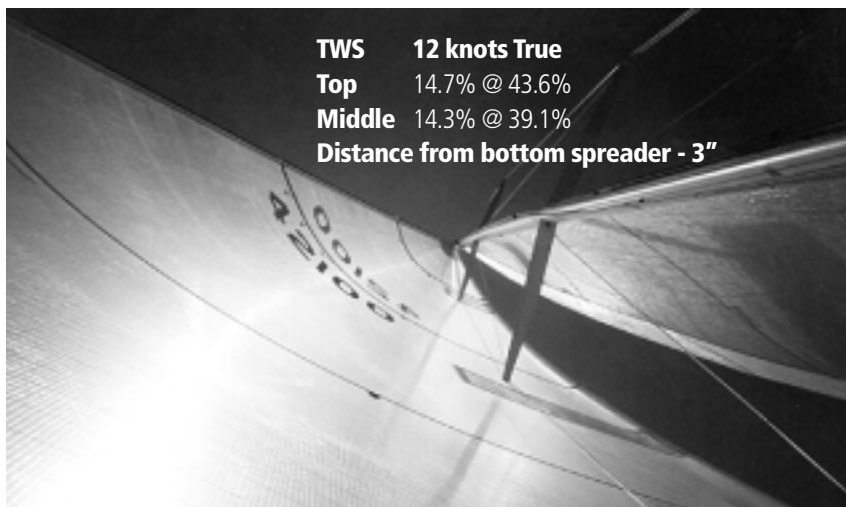 TWS 12 knots True
Top 14.7% @ 43.6%
Middle 14.3% @ 39.1%
Distance from bottom spreader - 3”
42100